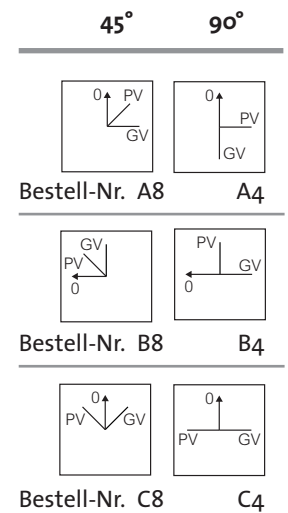 45° 90°
0 PV 0
GV PV
GV
Bestell-Nr. A8 A4
GV PV
PV GV
0 0
Bestell-Nr. B8 B4
0 0
PV GV PV GV
Bestell-Nr. C8 C4